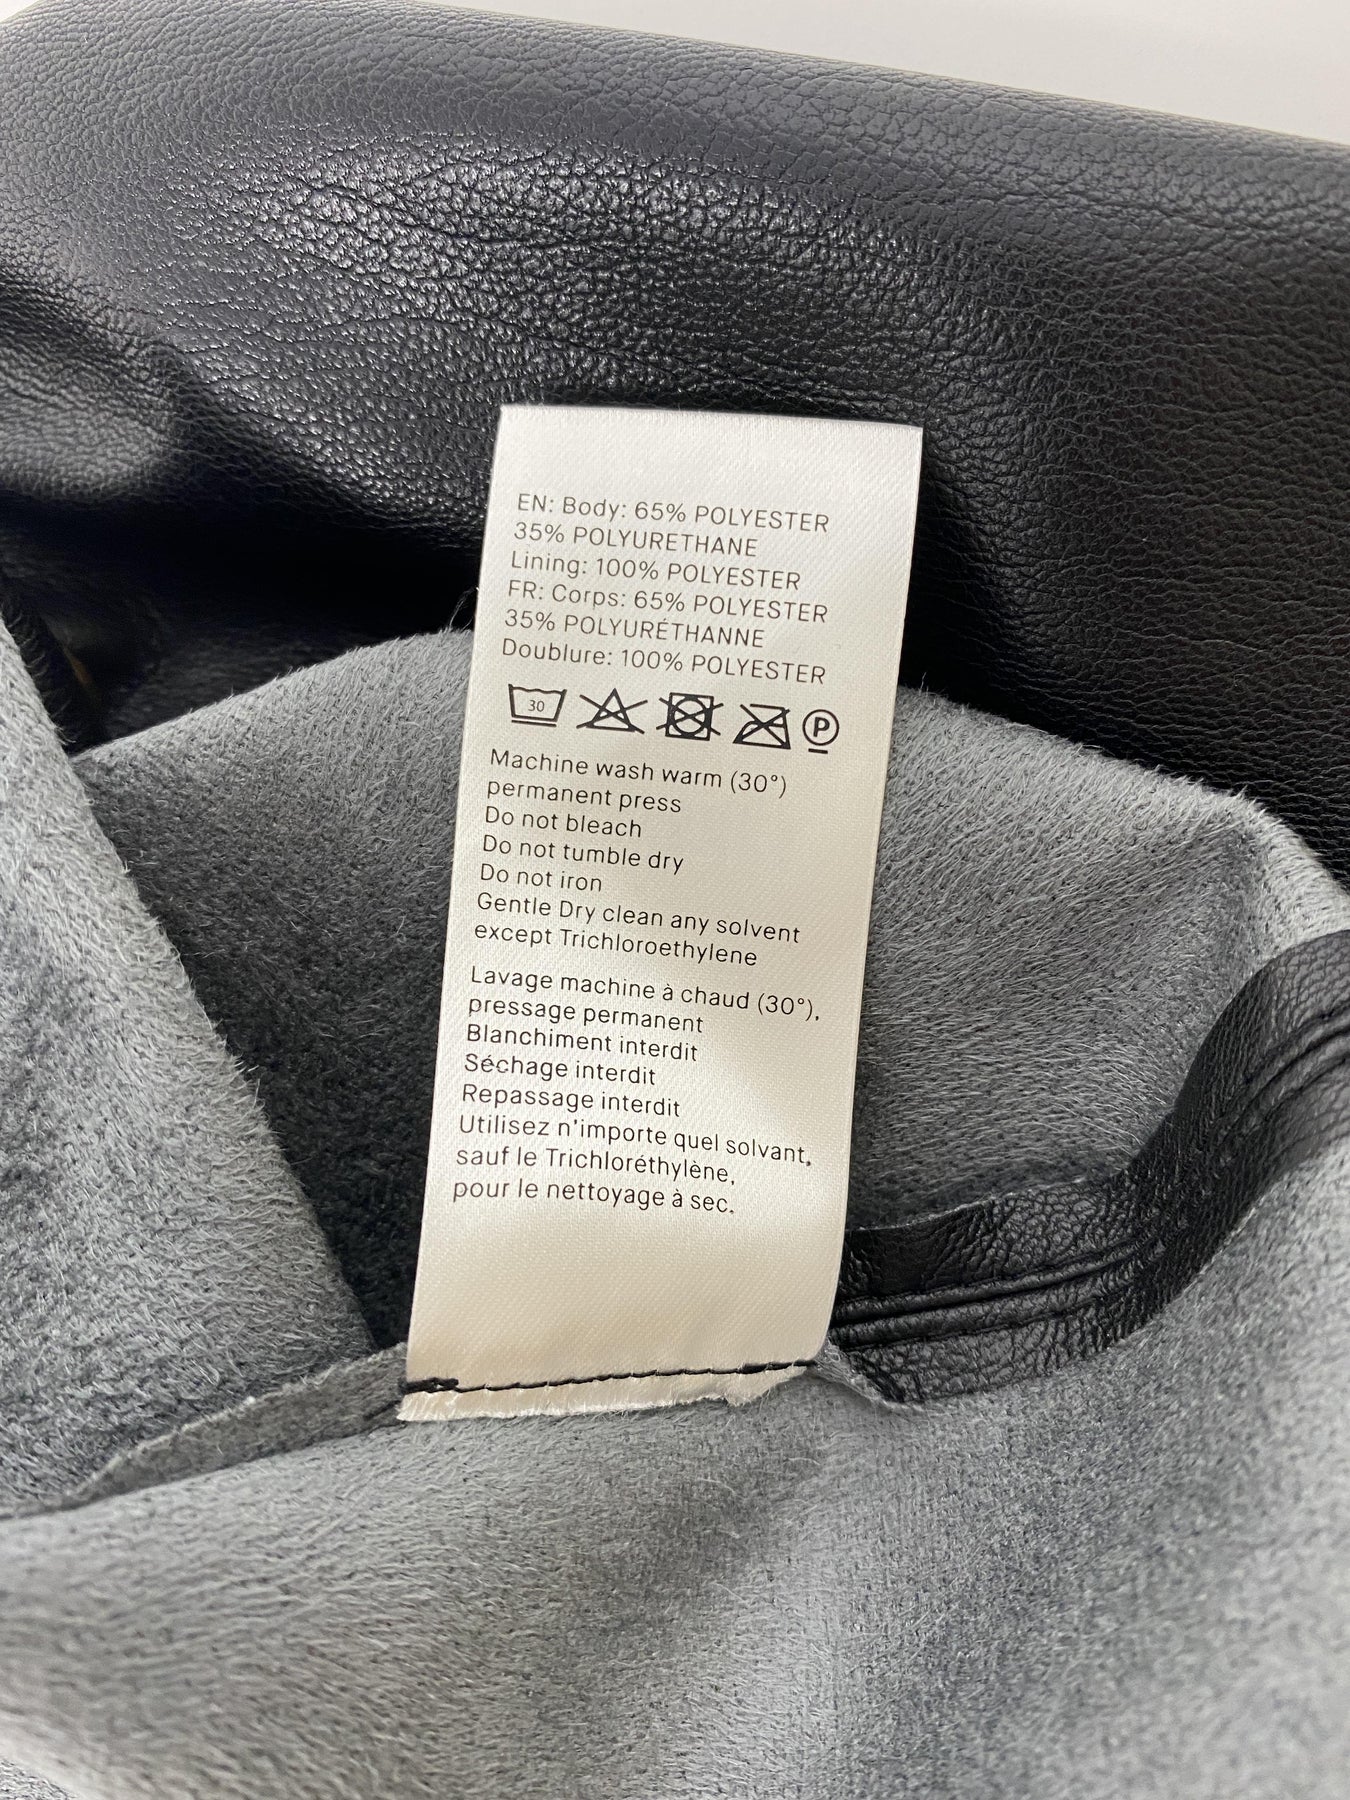 EN: Body: 65% POLYESTER
35% POLYURETHANE
Lining: 100% POLYESTER
FR: Corps: 65% POLYESTER
35% POLYURÉTHANNE
Doublure: 100% POLYESTER
30 P
Machine wash warm (30°)
permanent press
Do not bleach
Do not tumble dry
Do not iron
Gentle Dry clean any solvent
except Trichloroethylene
Lavage machine à chaud (30°),
pressage permanent
Blanchiment interdit
Séchage interdit
Repassage interdit
Utilisez n'importe quel solvant,
sauf le Trichloréthylène,
pour le nettoyage à sec.